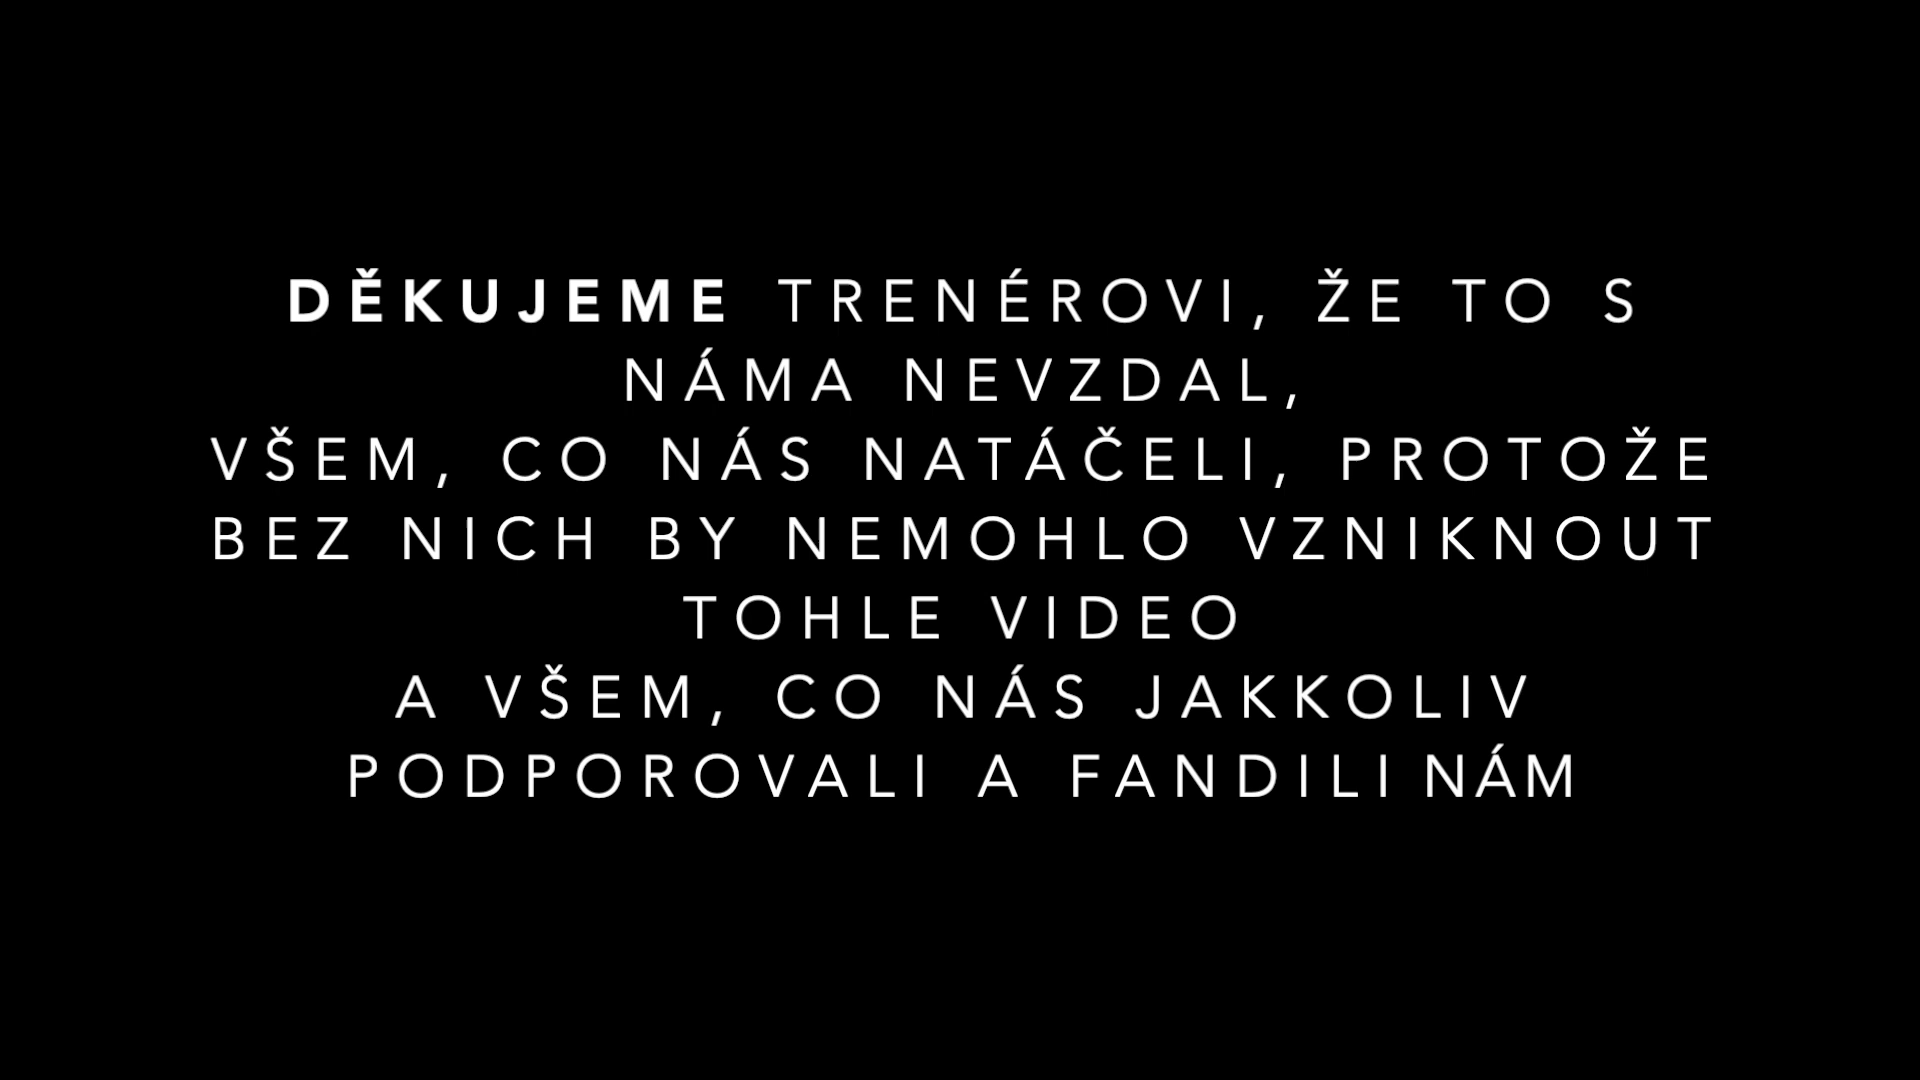 DĚKUJEME TRENÉROVI, ŽE TO S
NÁMA NEVZDAL,
VŠEM, CO NÁS NATÁČELI, PROTOŽE
BEZ NICH BY NEMOHLO VZNIKNOUT
TOHLE VIDEO
A VŠEM, CO NÁS JAKKOLIV
PODPOROVALI A FANDILI NÁM